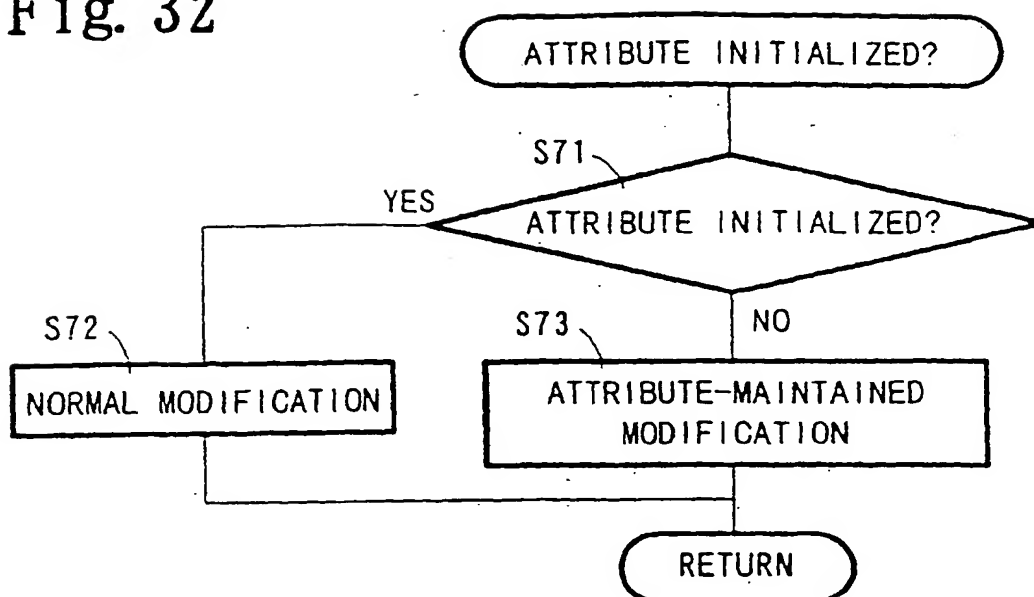 Fig. 32
ATTRIBUTE INITIALIZED?
S71
YES
ATTRIBUTE INITIALIZED?
S72
S73
NO
NORMAL MODIFICATION
ATTRIBUTE-MAINTAINED
MODIFICATION
RETURN